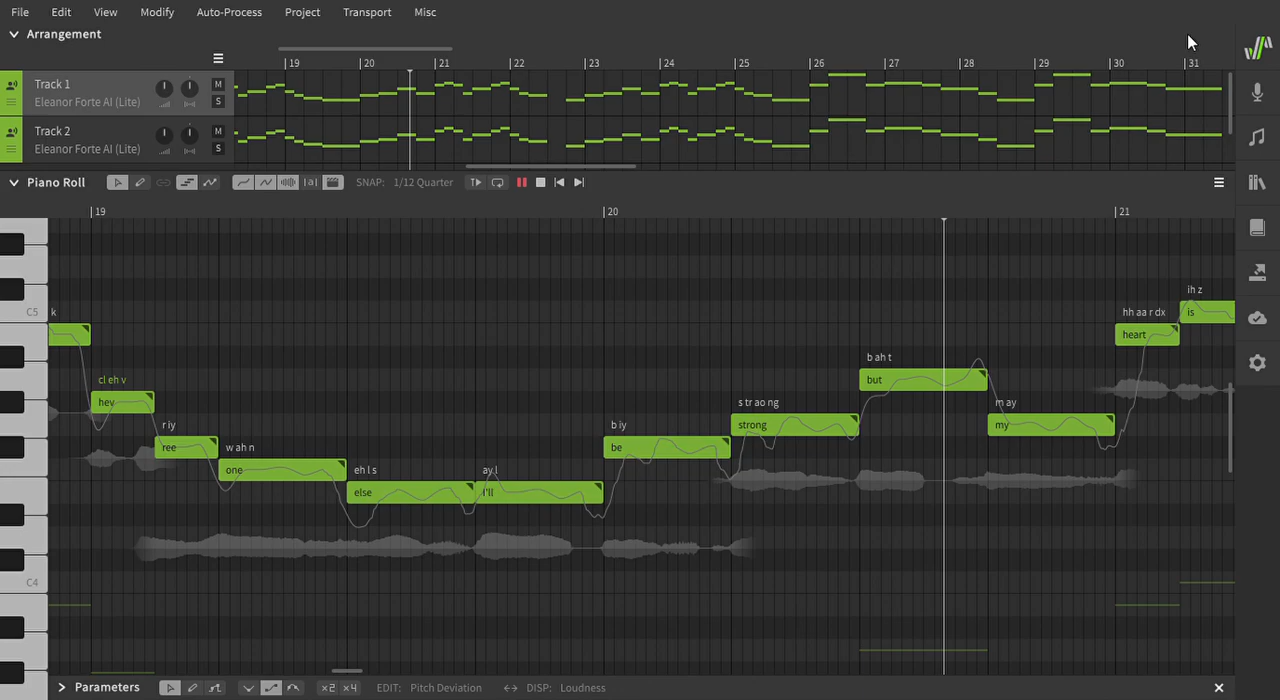 File Edit View Modify Auto-Process Project Transport Misc
Arrangement
19 20 21 22 23 24 25 26 27 28 29 30 31
Track 1 M
Eleanor Forte AI (Lite) S
Track 2 M
Eleanor Forte AI (Lite) S
Piano Roll SNAP: 1/12 Quarter
19 20 21
ih z
C5 k hh aa r dx is
heart
b ah t
cl eh v but
hev s tr ao ng m ay
r iy w ah n b iy strong my
ree be
one eh l s ay l
else I'll
C4
Parameters x2 x4 EDIT: Pitch Deviation DISP: Loudness